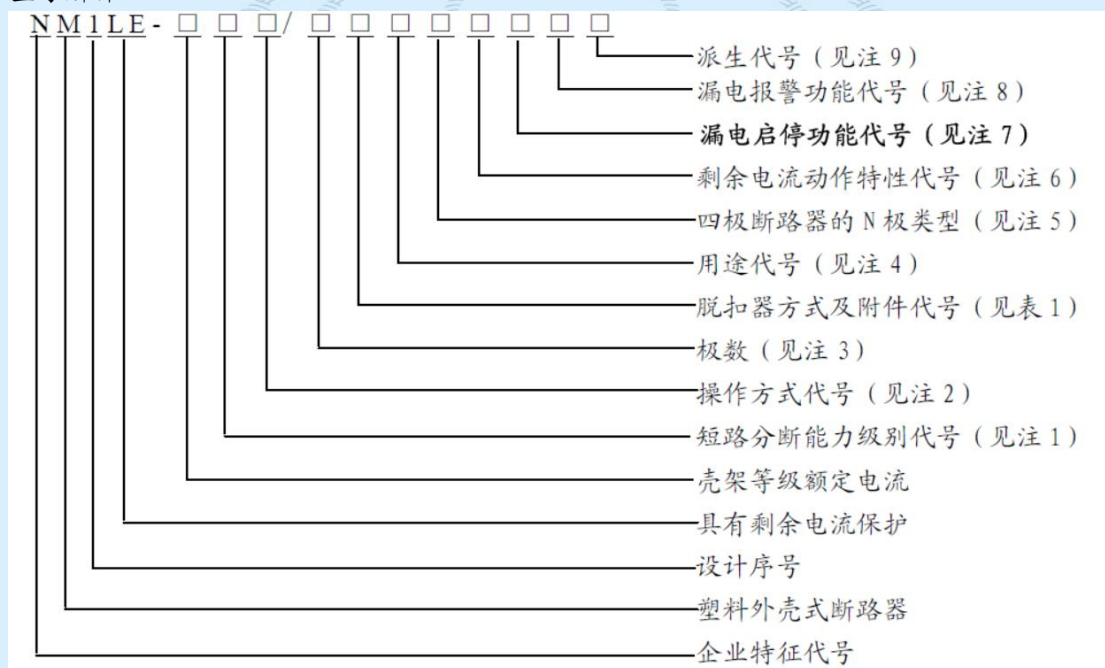 NM1LE-□□□/□□□□□□□□
派生代号(见注9)
漏电报警功能代号(见注8)
漏电启停功能代号(见注7)
剩余电流动作特性代号(见注6)
四极断路器的N极类型(见注5)
用途代号(见注4)
脱扣器方式及附件代号(见表1)
极数(见注3)
操作方式代号(见注2)
短路分断能力级别代号(见注1)
壳架等级额定电流
具有剩余电流保护
设计序号
塑料外壳式断路器
企业特征代号